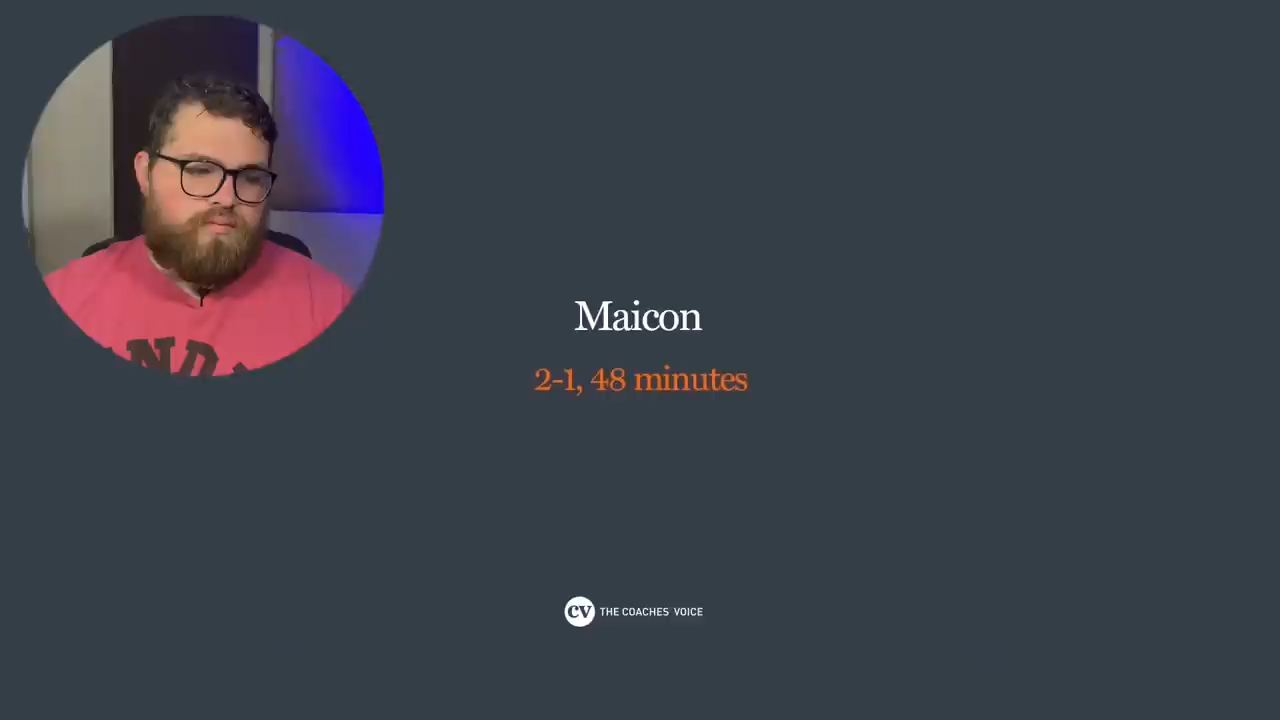 Maicon
2-1, 48 minutes
CV THE COACHES' VOICE